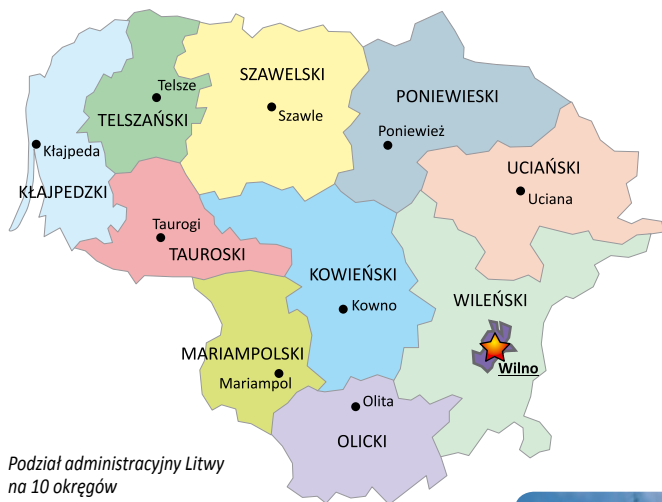 SZAWELSKI
Telsze
PONIEWIESKI
TELSZAŃSKI
Szawle
Poniewież
Kłajpeda
UCIAŃSKI
KŁAJPEDZKI
Uciana
Taurogi
TAUROSKI
KOWIEŃSKI
WILEŃSKI
Kowno
MARIAMPOLSKI
Wilno
Mariampol
Olita
OLICKI
Podział administracyjny Litwy
na 10 okręgów